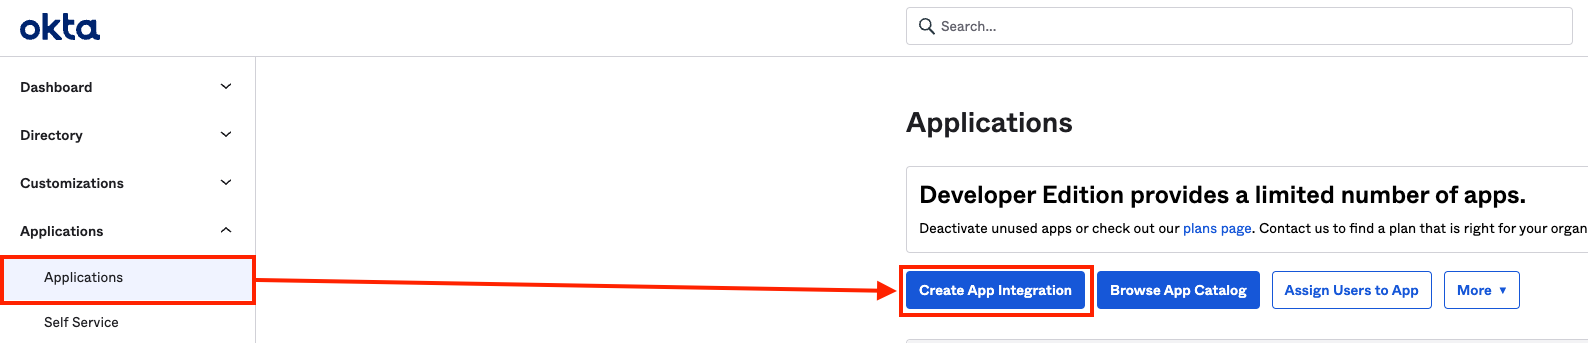 okta
Search...
Dashboard
Directory
Customizations
Applications
Applications
Self Service
Applications
Developer Edition provides a limited number of apps.
Deactivate unused apps or check out our plans page. Contact us to find a plan that is right for your organ
Create App Integration
Browse App Catalog
Assign Users to App
More